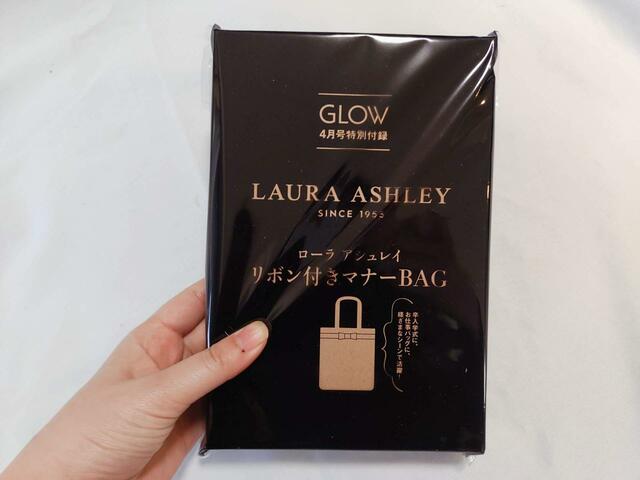 GLOW
4月号特別付録
LAURA ASHLEY
SINCE 1953
ローラ アシュレイ
リボン付きマナーBAG
卒入学式に、
お仕事バッグに、
様ざまなシーンで活躍!